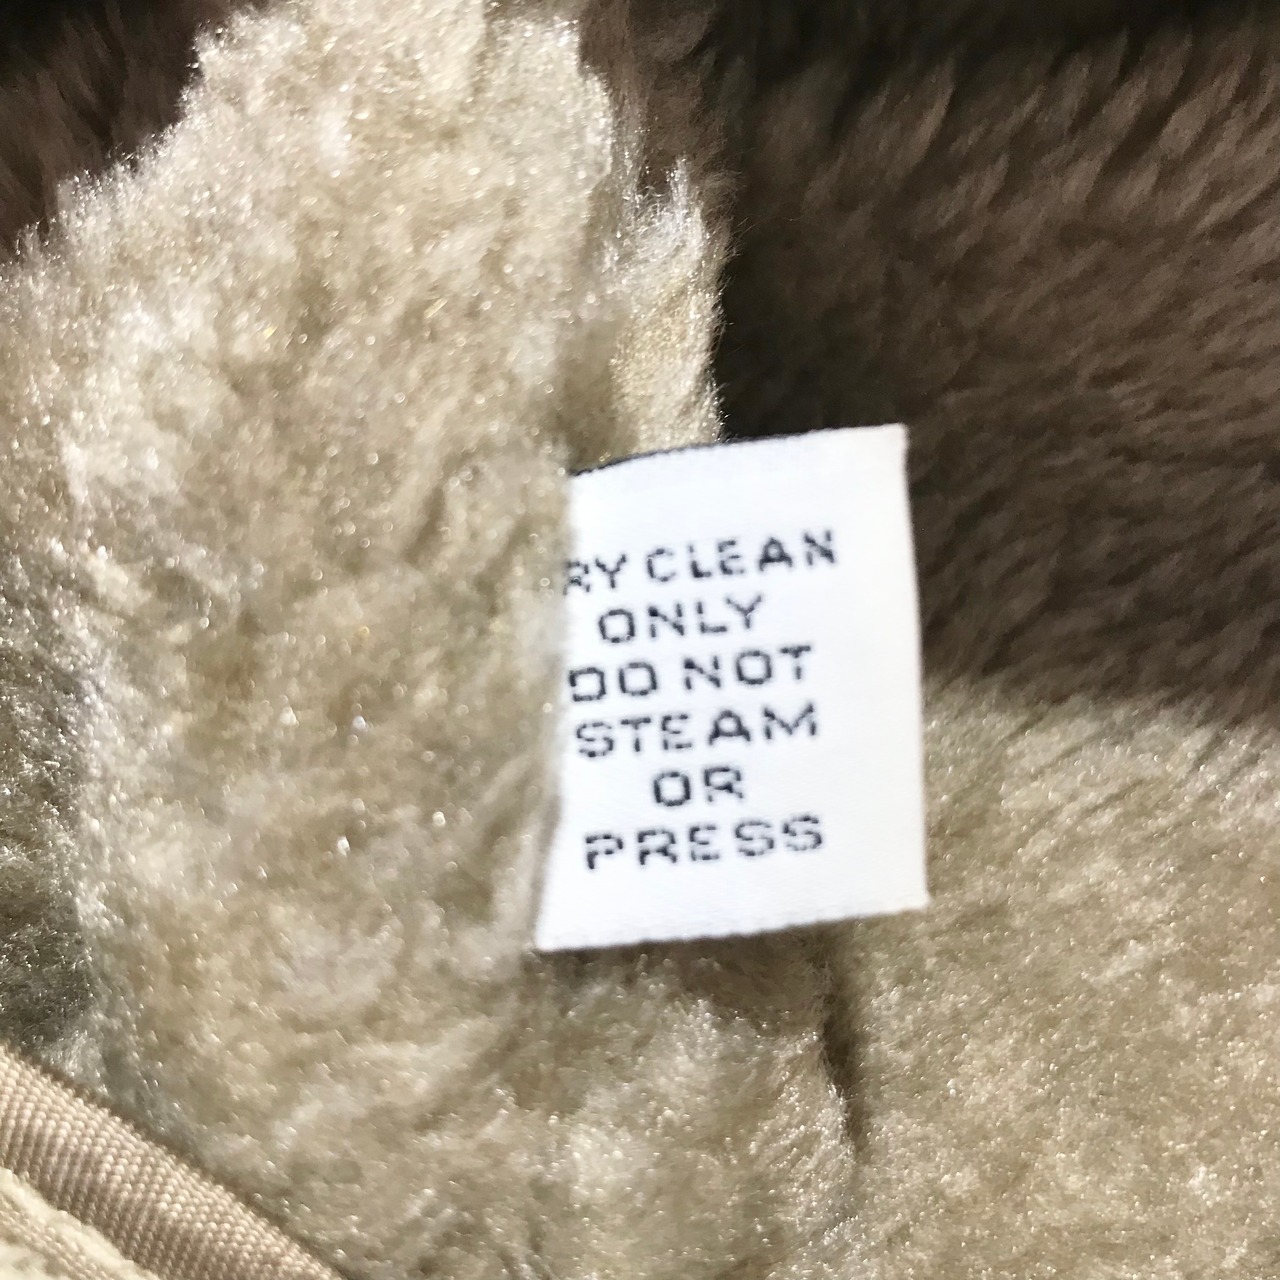 RY CLEAN
ONLY
DO NOT
STEAM
OR
PRESS